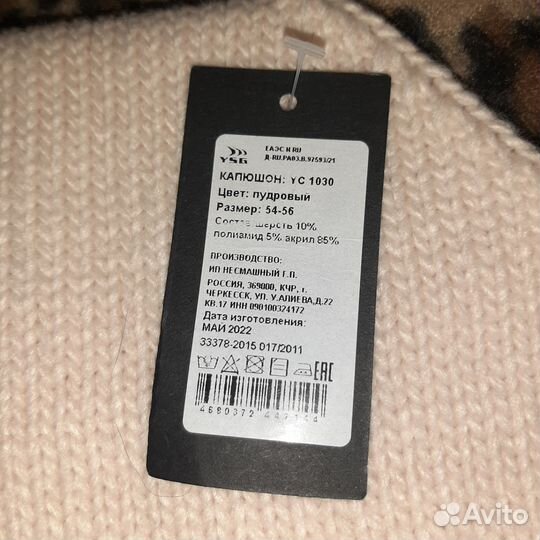 YSG
ЕАЭС N RU
Д-RU.РА03.В.97593/21
КАПЮШОН: YC 1030
Цвет: пудровый
Размер: 54-56
Состав: шерсть 10%
полиамид 5% акрил 85%
ПРОИЗВОДСТВО:
ИП НЕСМАШНЫЙ Г.П.
РОССИЯ, 369000, КЧР, г.
ЧЕРКЕССК, УЛ. У.АЛИЕВА,Д.22
КВ.17 ИНН 090100324172
Дата изготовления:
МАЙ 2022
33378-2015 017/2011
EAC
4680372
Avito